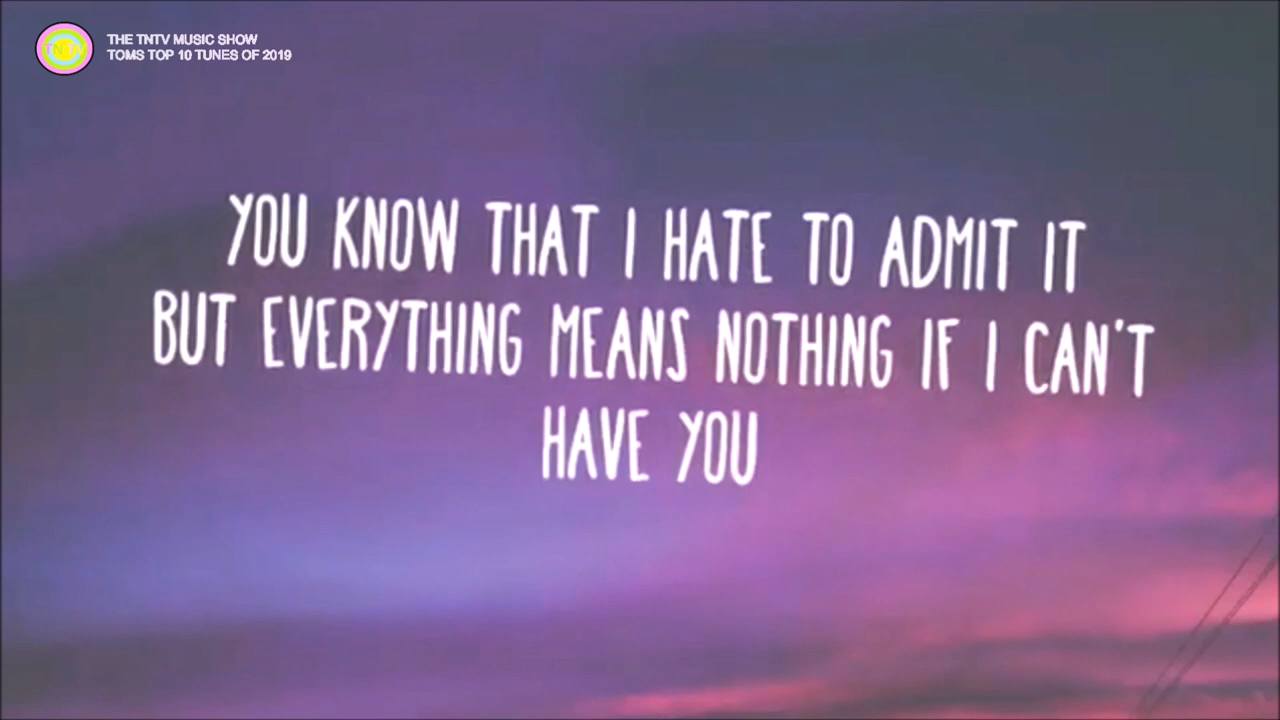 TNTV
THE TNTV MUSIC SHOW
TOMS TOP 10 TUNES OF 2019
YOU KNOW THAT I HATE TO ADMIT IT
BUT EVERYTHING MEANS NOTHING IF I CAN'T
HAVE YOU